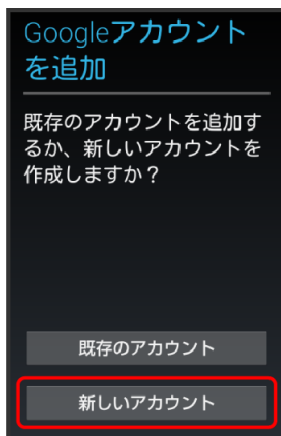 Googleアカウント
を追加
既存のアカウントを追加す
るか、新しいアカウントを
作成しますか？
既存のアカウント
新しいアカウント